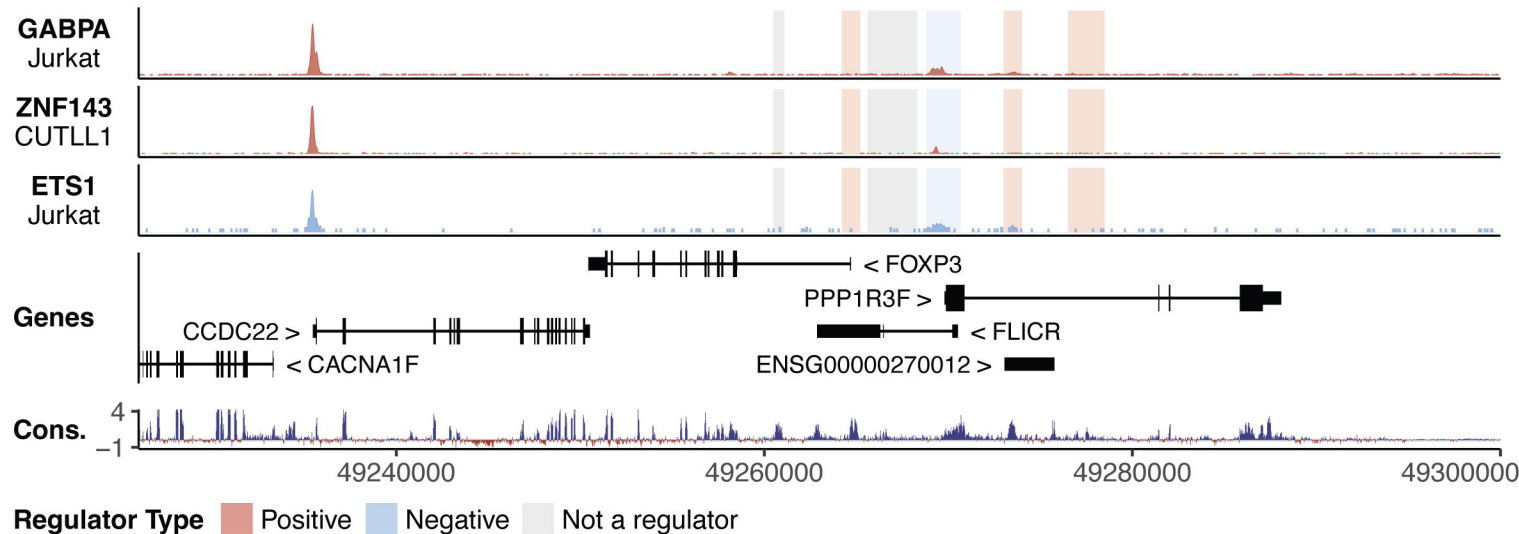 GABPA
Jurkat
ZNF143
CUTLL1
ETS1
Jurkat
Genes
< FOXP3
PPP1R3F >
CCDC22 >
< FLICR
< CACNA1F
ENSG00000270012 >
Cons.
4
−1
49240000 49260000 49280000 49300000
Regulator Type Positive Negative Not a regulator